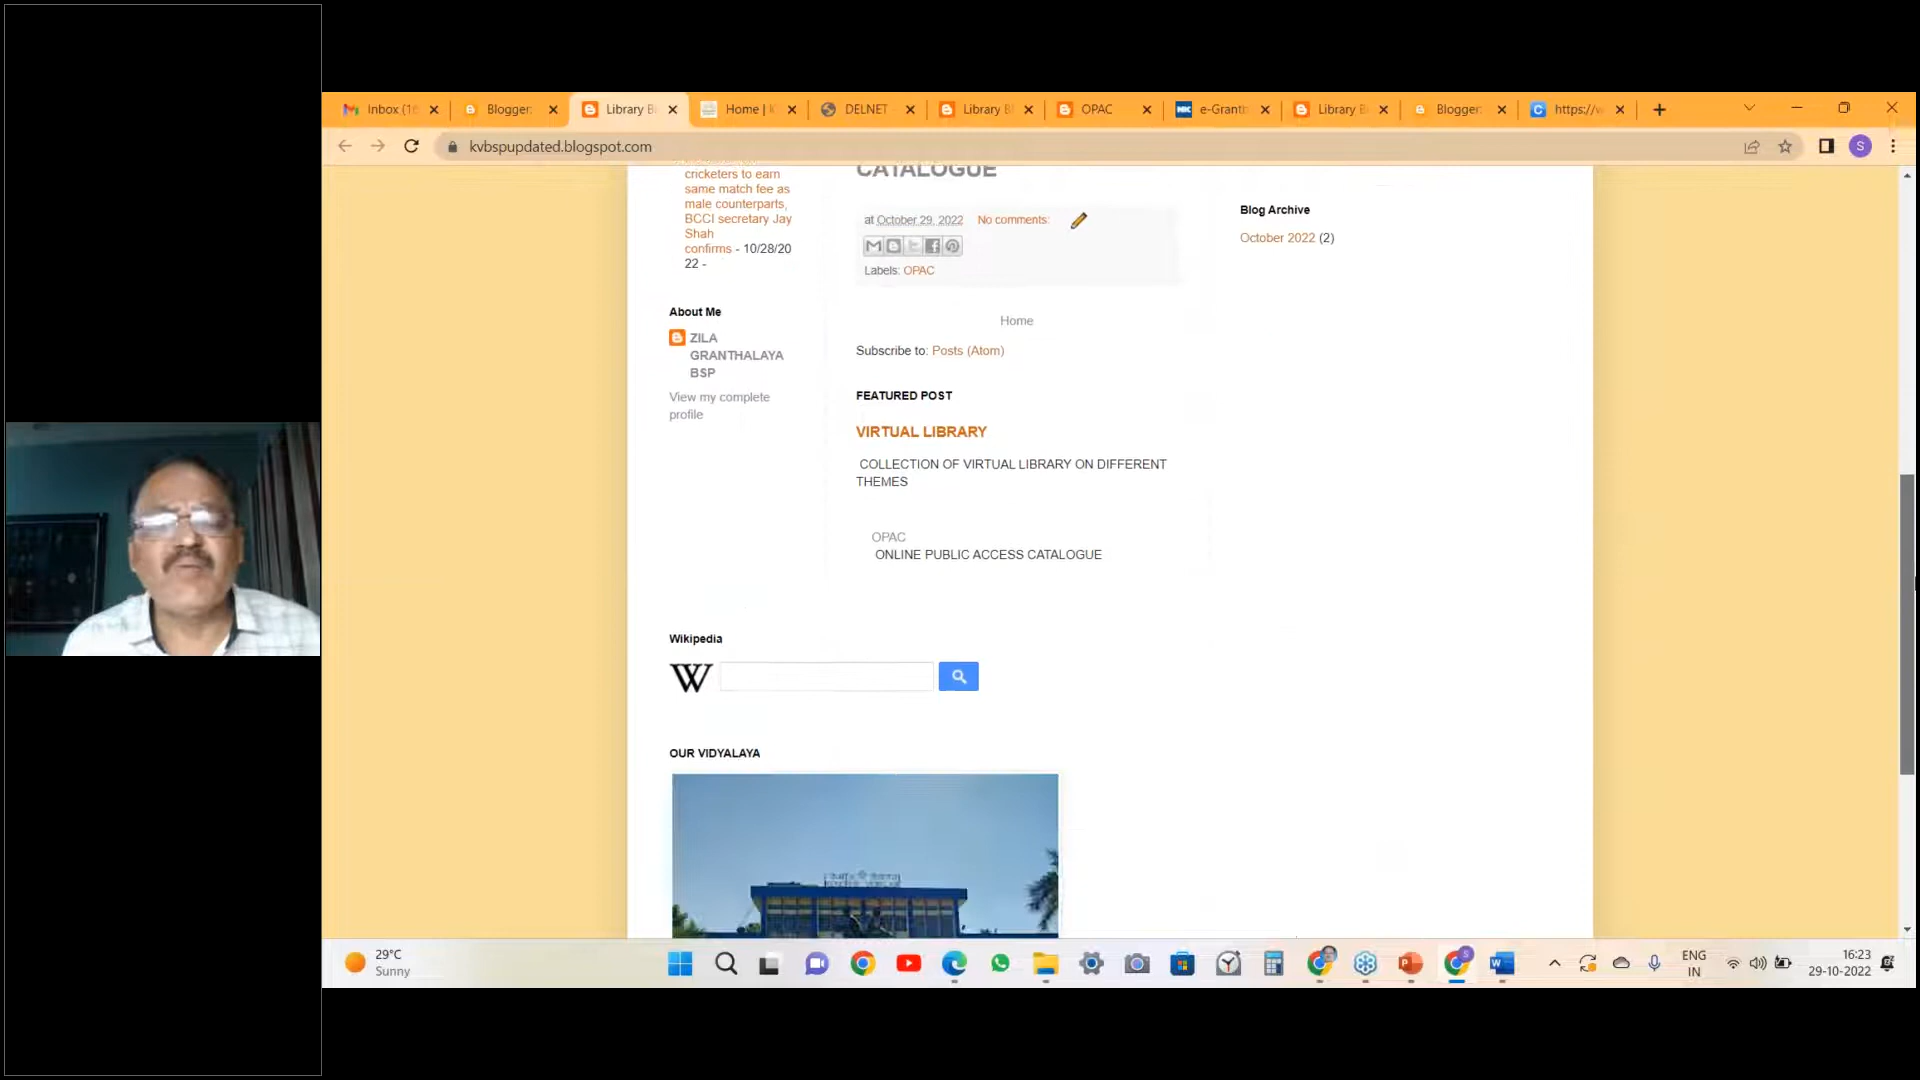 Inbox (16
Blogger:
Library B
Home | K
DELNET -
Library B
OPAC
e-Granth
Library B
Blogger:
https://w
kvbspupdated.blogspot.com
S
cricketers to earn
same match fee as
male counterparts,
BCCI secretary Jay
Shah
confirms - 10/28/20
22 -
About Me
ZILA
GRANTHALAYA
BSP
View my complete
profile
CATALOGUE
at October 29, 2022 No comments:
Labels: OPAC
Home
Subscribe to: Posts (Atom)
FEATURED POST
VIRTUAL LIBRARY
COLLECTION OF VIRTUAL LIBRARY ON DIFFERENT
THEMES
OPAC
ONLINE PUBLIC ACCESS CATALOGUE
Blog Archive
October 2022 (2)
Wikipedia
W
OUR VIDYALAYA
29°C
Sunny
ENG
IN
16:23
29-10-2022